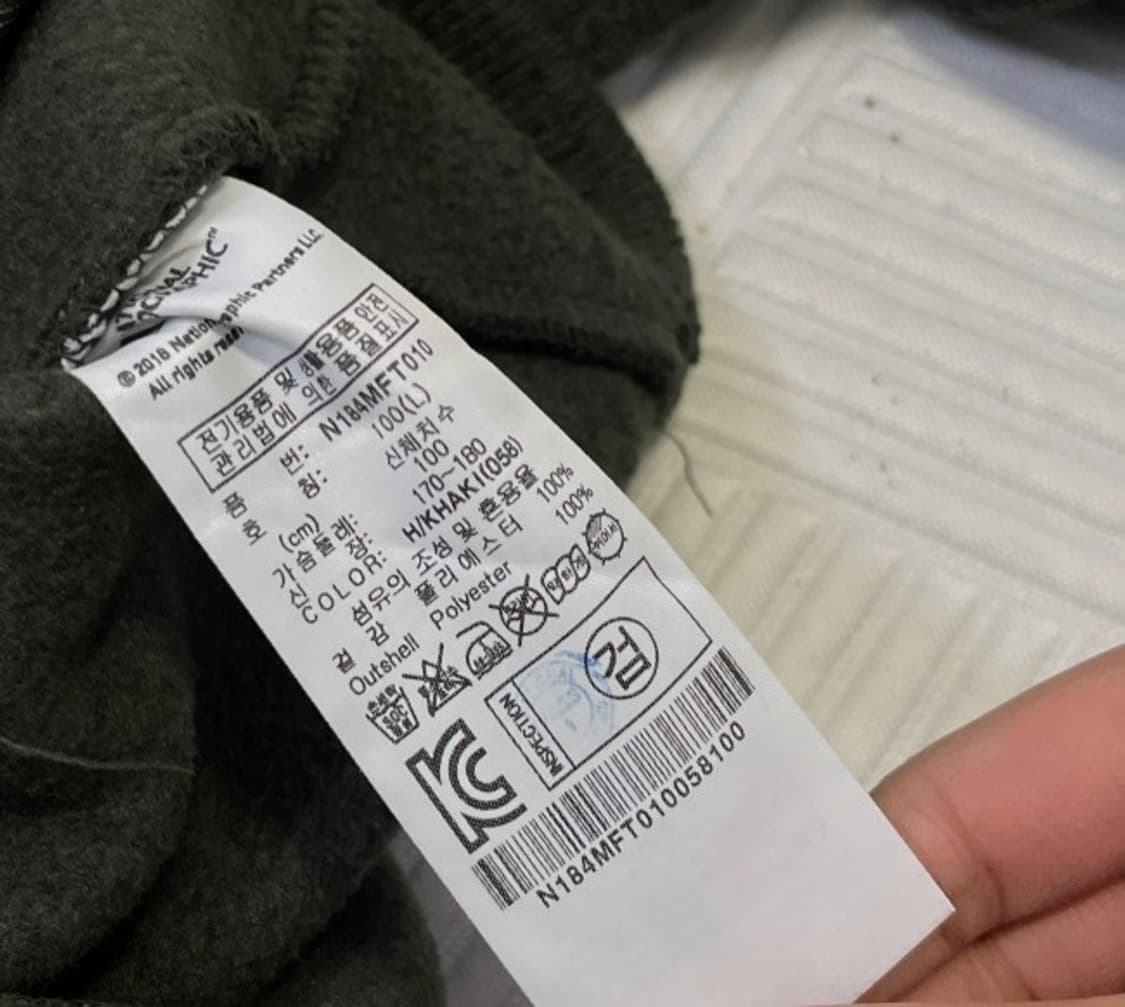 © 2018 National Geographic Partners LLC.
All rights reser
전기용품 및 생활용품 안전
관리법에 의한 품질표시
품 번: N184MFT010
호 칭: 100(L)
(cm) 신체치수
가슴둘레: 100
신 장: 170~180
COLOR: H/KHAKI(058)
섬유의 조성 및 혼용율
겉 감 폴리에스터 100%
Outshell Polyester 100%
INSPECTION
검
N184MFT010058100